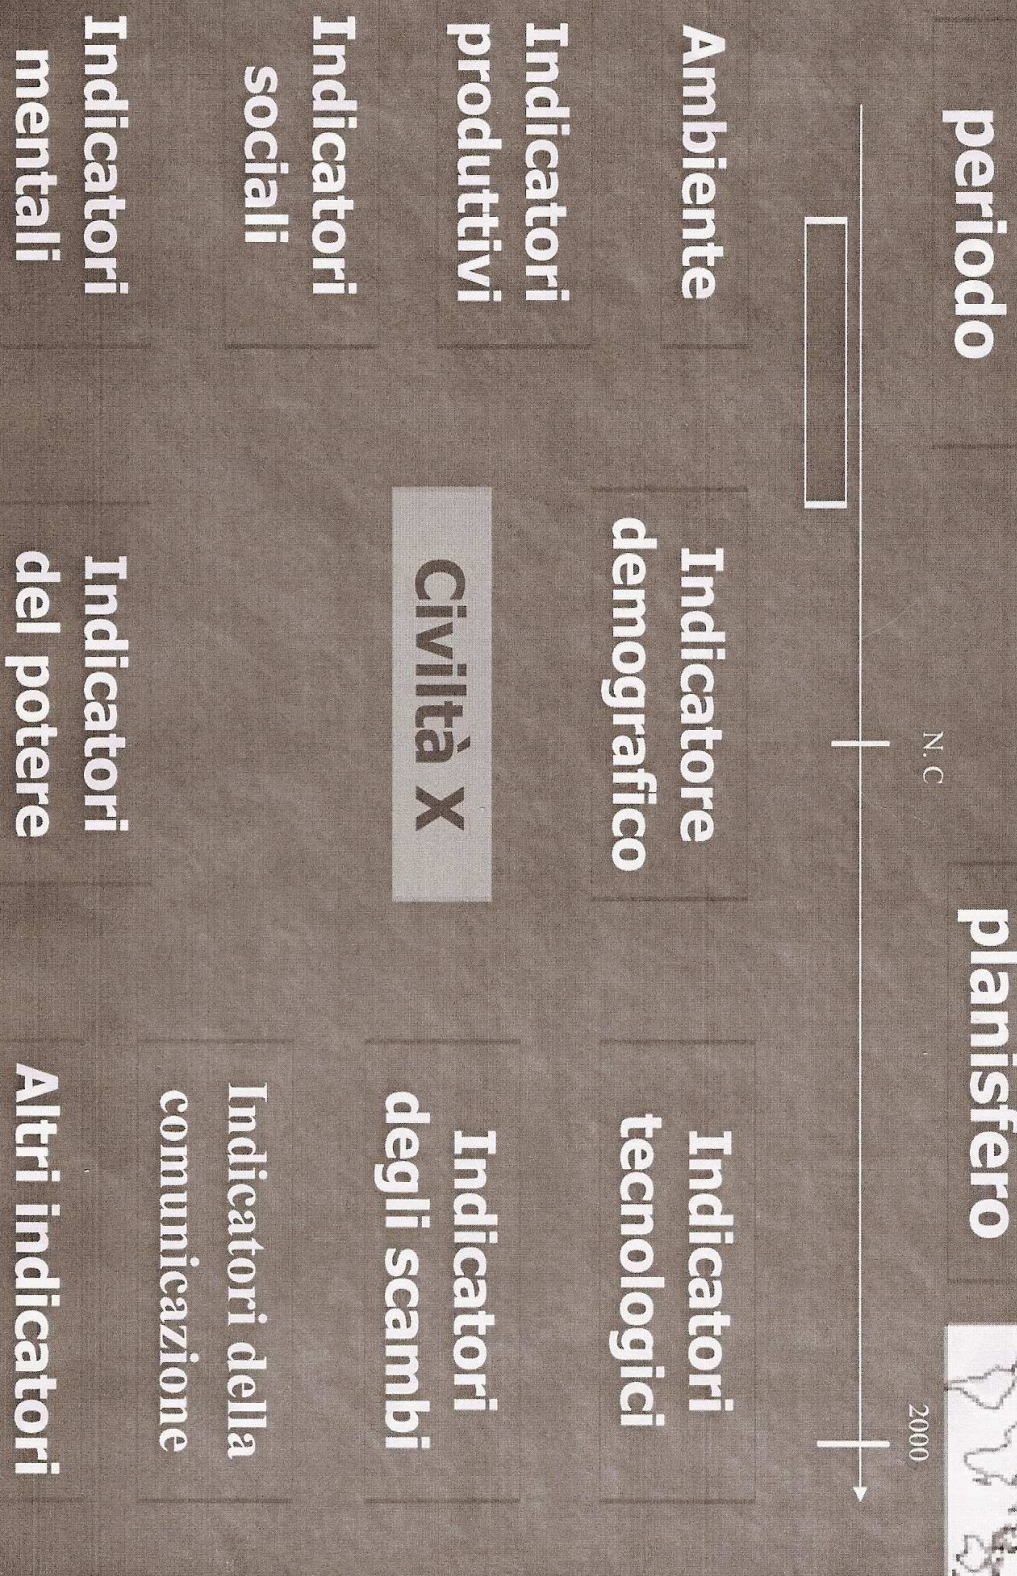 periodo
planisfero
N. C
2000
Ambiente
Indicatore
demografico
Indicatori
tecnologici
Indicatori
produttivi
Civiltà X
Indicatori
degli scambi
Indicatori
sociali
Indicatori della
comunicazione
Indicatori
mentali
Indicatori
del potere
Altri indicatori